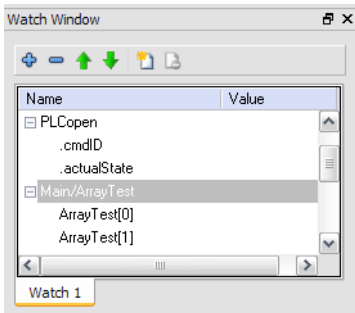 Watch Window
Name Value
PLCopen
.cmdID
.actualState
Main/ArrayTest
ArrayTest[0]
ArrayTest[1]
Watch 1